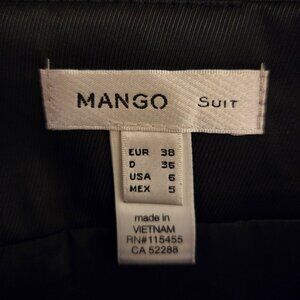 MANGO SUIT
EUR 38
D 36
USA 6
MEX 5
made in
VIETNAM
RN#115455
CA 52288